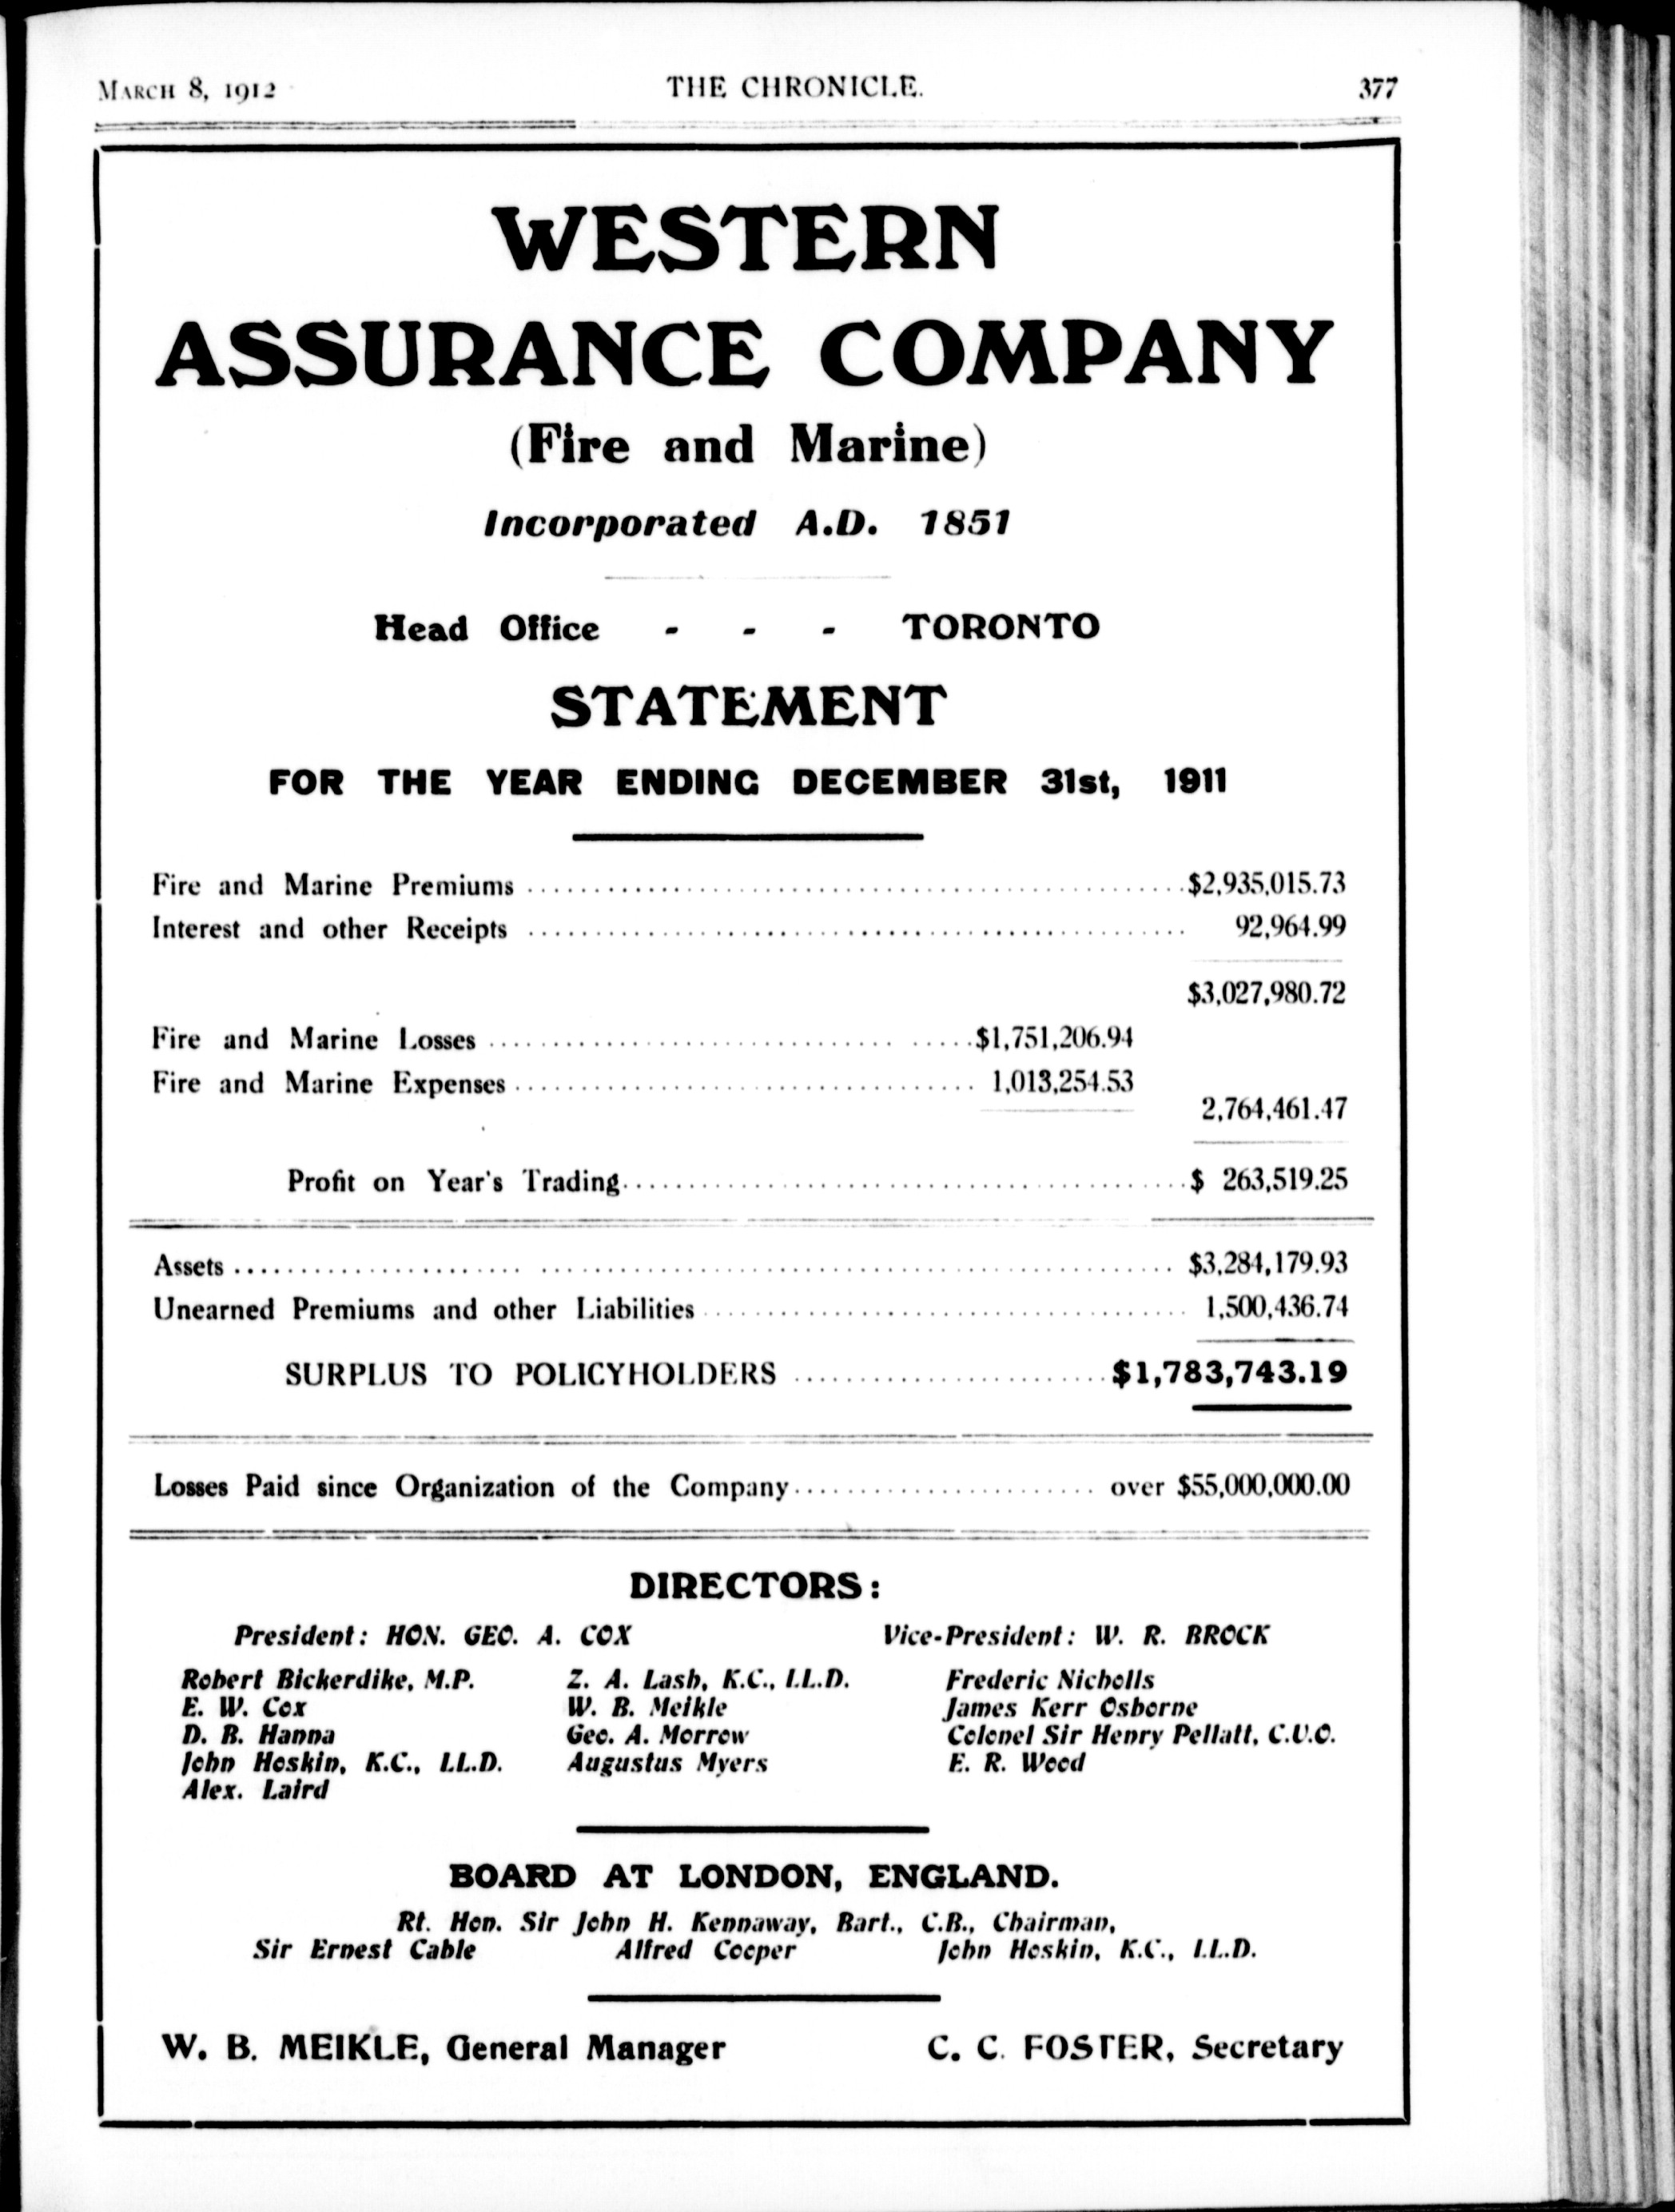 MARCH 8, 1912 THE CHRONICLE. 377
WESTERN
ASSURANCE COMPANY
(Fire and Marine)
Incorporated A.D. 1851
Head Office - - - TORONTO
STATEMENT
FOR THE YEAR ENDING DECEMBER 31st, 1911
Fire and Marine Premiums $2,935,015.73
Interest and other Receipts 92,964.99
$3,027,980.72
Fire and Marine Losses $1,751,206.94
Fire and Marine Expenses 1,013,254.53
2,764,461.47
Profit on Year's Trading $ 263,519.25
Assets $3,284,179.93
Unearned Premiums and other Liabilities 1,500,436.74
SURPLUS TO POLICYHOLDERS $1,783,743.19
Losses Paid since Organization of the Company over $55,000,000.00
DIRECTORS:
President: HON. GEO. A. COX Vice-President: W. R. BROCK
Robert Bickerdike, M.P. Z. A. Lash, K.C., LL.D. Frederic Nicholls
E. W. Cox W. B. Meikle James Kerr Osborne
D. B. Hanna Geo. A. Morrow Colonel Sir Henry Pellatt, C.V.O.
John Hoskin, K.C., LL.D. Augustus Myers E. R. Wood
Alex. Laird
BOARD AT LONDON, ENGLAND.
Rt. Hon. Sir John H. Kennaway, Bart., C.B., Chairman,
Sir Ernest Cable Alfred Cooper John Hoskin, K.C., LL.D.
W. B. MEIKLE, General Manager C. C. FOSTER, Secretary